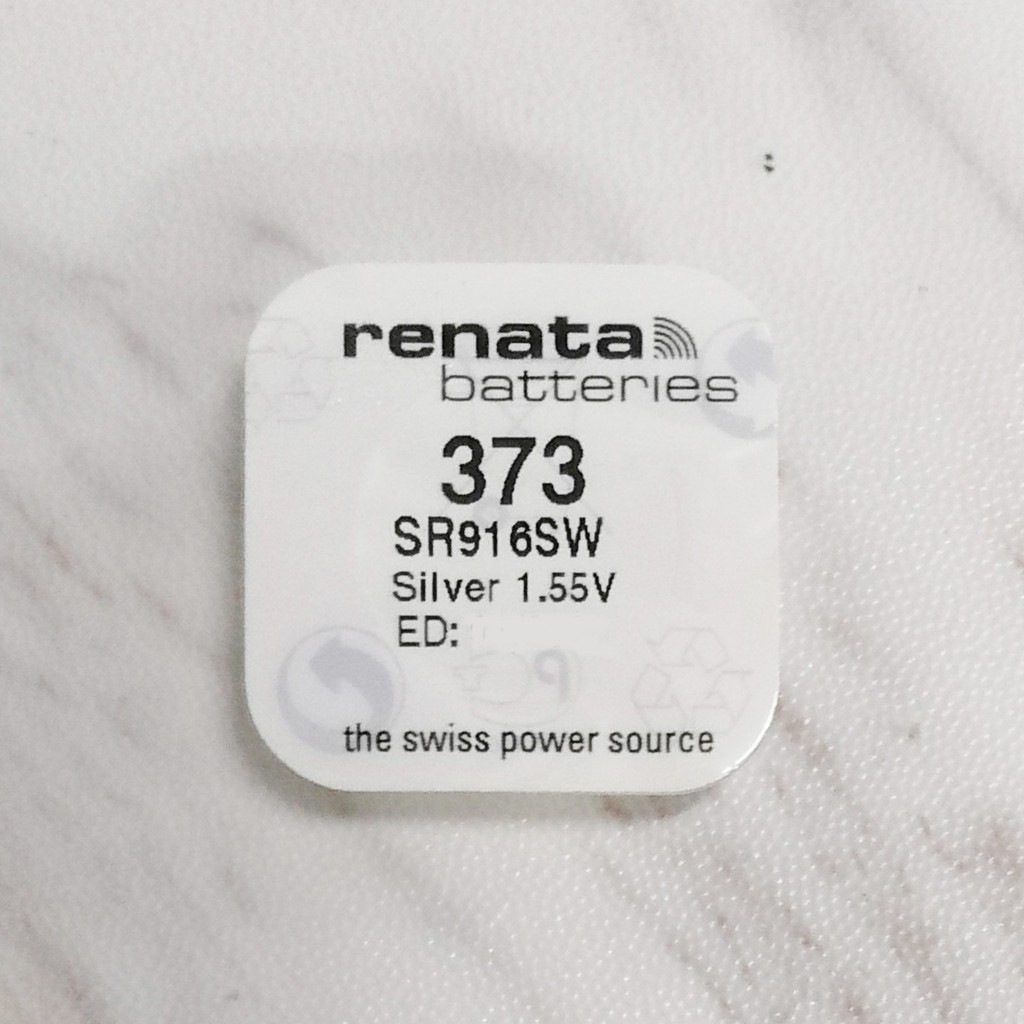 renata
batteries
373
SR916SW
Silver 1.55V
ED:
the swiss power source